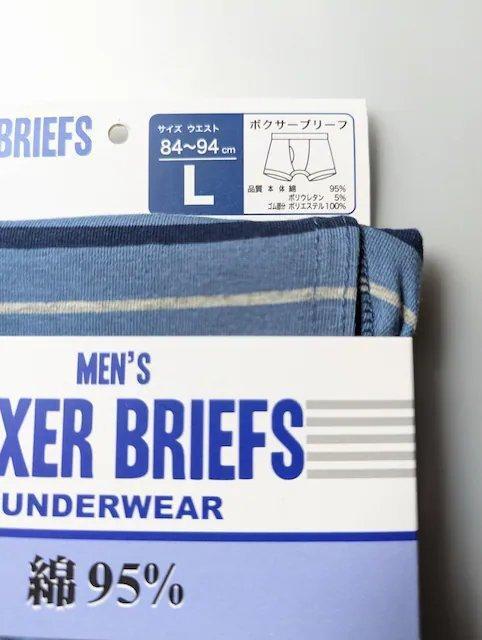 BRIEFS
サイズ ウエスト
84～94cm
L
ボクサーブリーフ
品質 本体 綿 95%
ポリウレタン 5%
ゴム部分 ポリエステル100%
MEN'S
XER BRIEFS
UNDERWEAR
綿95%